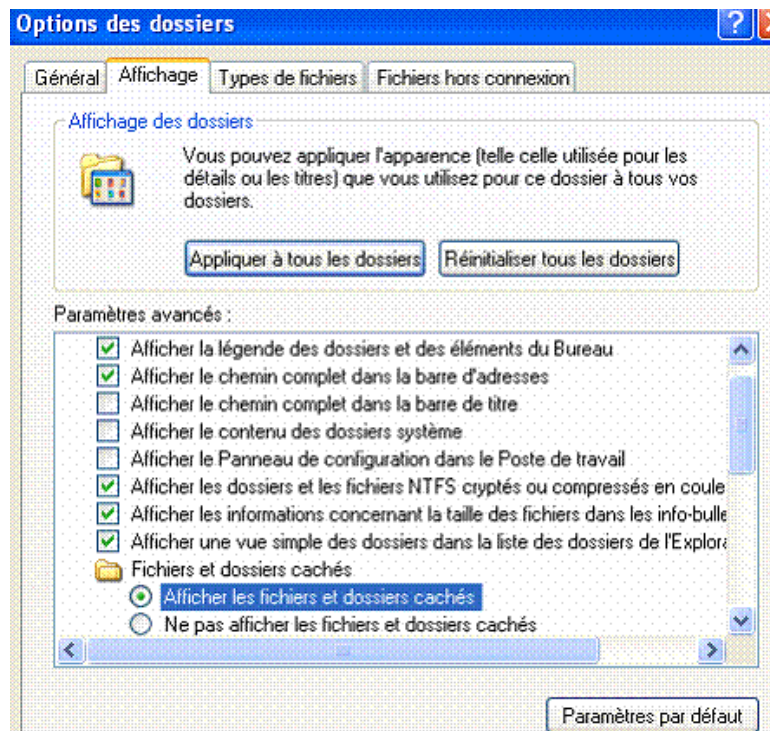 Options des dossiers
?
Général Affichage Types de fichiers Fichiers hors connexion
Affichage des dossiers
Vous pouvez appliquer l'apparence (telle celle utilisée pour les
détails ou les titres) que vous utilisez pour ce dossier à tous vos
dossiers.
Appliquer à tous les dossiers Réinitialiser tous les dossiers
Paramètres avancés :
Afficher la légende des dossiers et des éléments du Bureau
Afficher le chemin complet dans la barre d'adresses
Afficher le chemin complet dans la barre de titre
Afficher le contenu des dossiers système
Afficher le Panneau de configuration dans le Poste de travail
Afficher les dossiers et les fichiers NTFS cryptés ou compressés en coule
Afficher les informations concernant la taille des fichiers dans les info-bulle
Afficher une vue simple des dossiers dans la liste des dossiers de l'Explora
Fichiers et dossiers cachés
Afficher les fichiers et dossiers cachés
Ne pas afficher les fichiers et dossiers cachés
Paramètres par défaut